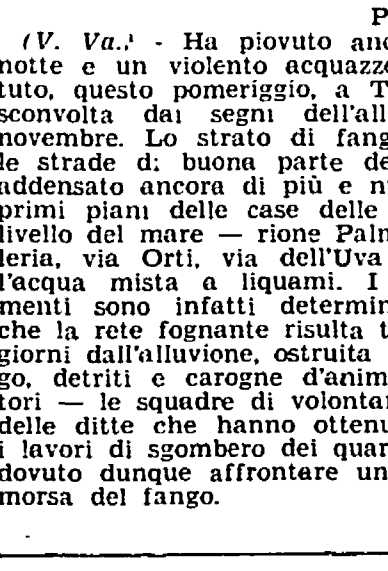 P
(V. Va.) - Ha piovuto anc
notte e un violento acquazze
tuto, questo pomeriggio, a T
sconvolta dai segni dell'all
novembre. Lo strato di fang
le strade di buona parte de
addensato ancora di più e n
primi piani delle case delle
livello del mare — rione Palm
leria, via Orti, via dell'Uva
l'acqua mista a liquami. I
menti sono infatti determin
che la rete fognante risulta t
giorni dall'alluvione, ostruita
go, detriti e carogne d'anim
tori — le squadre di volontar
delle ditte che hanno ottenu
i lavori di sgombero dei quar
dovuto dunque affrontare un
morsa del fango.